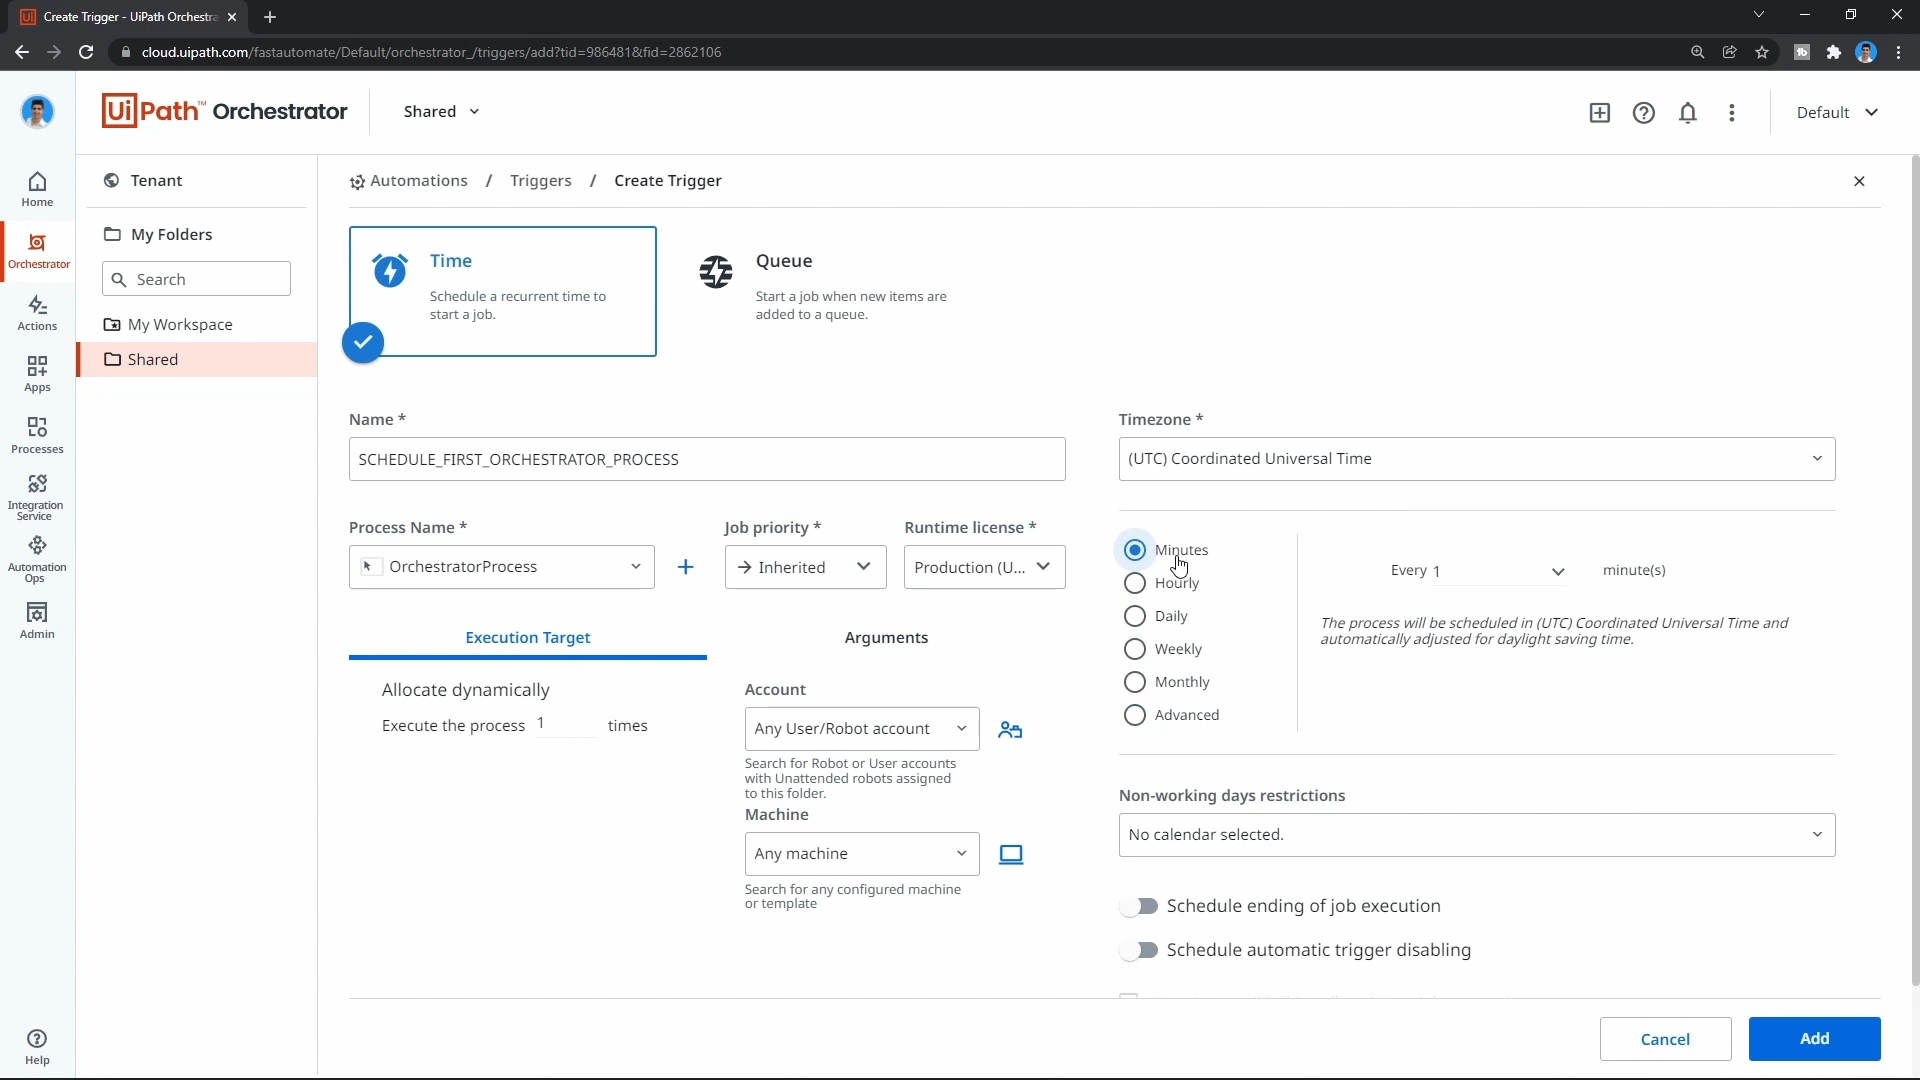 Create Trigger - UiPath Orchestra
cloud.uipath.com/fastautomate/Default/orchestrator_/triggers/add?tid=986481&fid=2862106
UiPath™ Orchestrator
Shared
Default
Home
Orchestrator
Actions
Apps
Processes
Integration
Service
Automation
Ops
Admin
Help
Tenant
My Folders
Search
My Workspace
Shared
Automations / Triggers / Create Trigger
Time
Schedule a recurrent time to
start a job.
Queue
Start a job when new items are
added to a queue.
Name *
SCHEDULE_FIRST_ORCHESTRATOR_PROCESS
Process Name *
OrchestratorProcess
Job priority *
Inherited
Runtime license *
Production (U...
Execution Target
Arguments
Allocate dynamically
Execute the process 1 times
Account
Any User/Robot account
Search for Robot or User accounts
with Unattended robots assigned
to this folder.
Machine
Any machine
Search for any configured machine
or template
Timezone *
(UTC) Coordinated Universal Time
Minutes
Hourly
Daily
Weekly
Monthly
Advanced
Every 1 minute(s)
The process will be scheduled in (UTC) Coordinated Universal Time and
automatically adjusted for daylight saving time.
Non-working days restrictions
No calendar selected.
Schedule ending of job execution
Schedule automatic trigger disabling
Cancel
Add